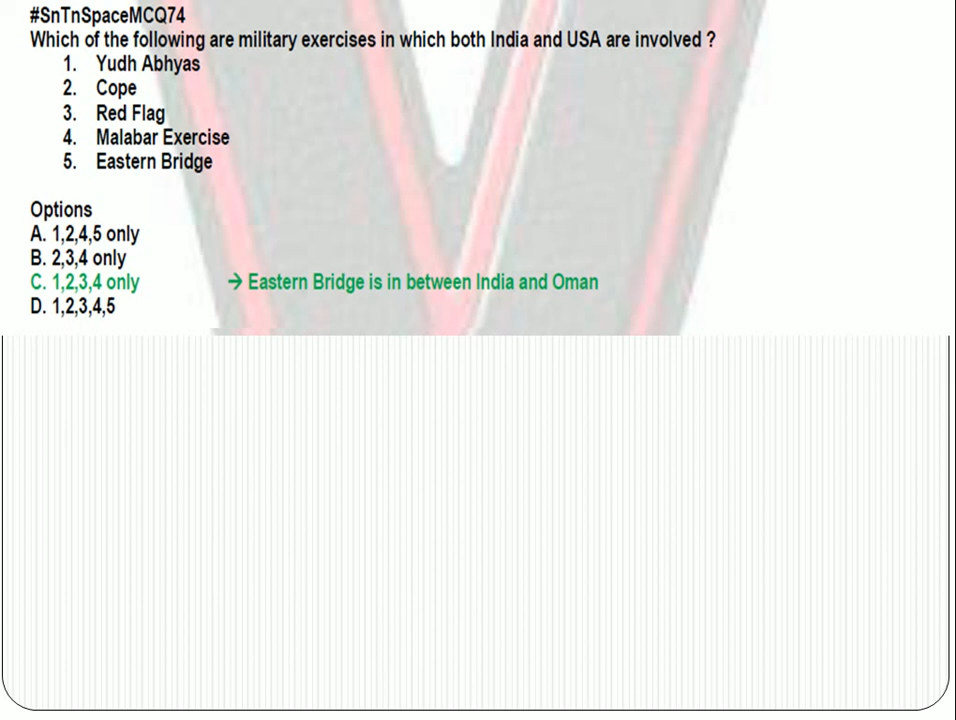 #SnTnSpaceMCQ74
Which of the following are military exercises in which both India and USA are involved ?
1. Yudh Abhyas
2. Cope
3. Red Flag
4. Malabar Exercise
5. Eastern Bridge
Options
A. 1,2,4,5 only
B. 2,3,4 only
C. 1,2,3,4 only → Eastern Bridge is in between India and Oman
D. 1,2,3,4,5